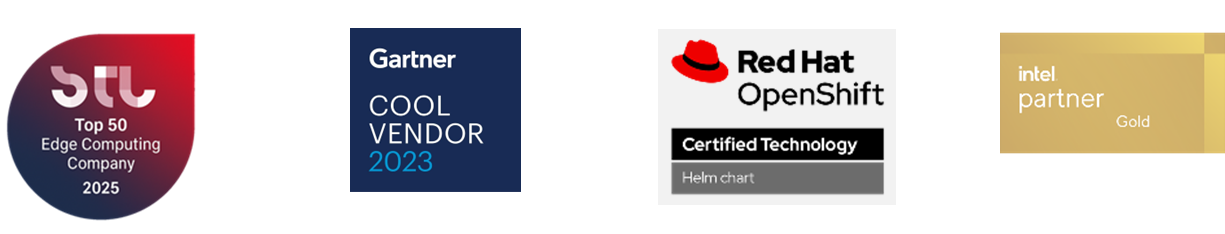 STL
Top 50
Edge Computing
Company
2025
Gartner
COOL
VENDOR
2023
Red Hat
OpenShift
Certified Technology
Helm chart
intel
partner
Gold